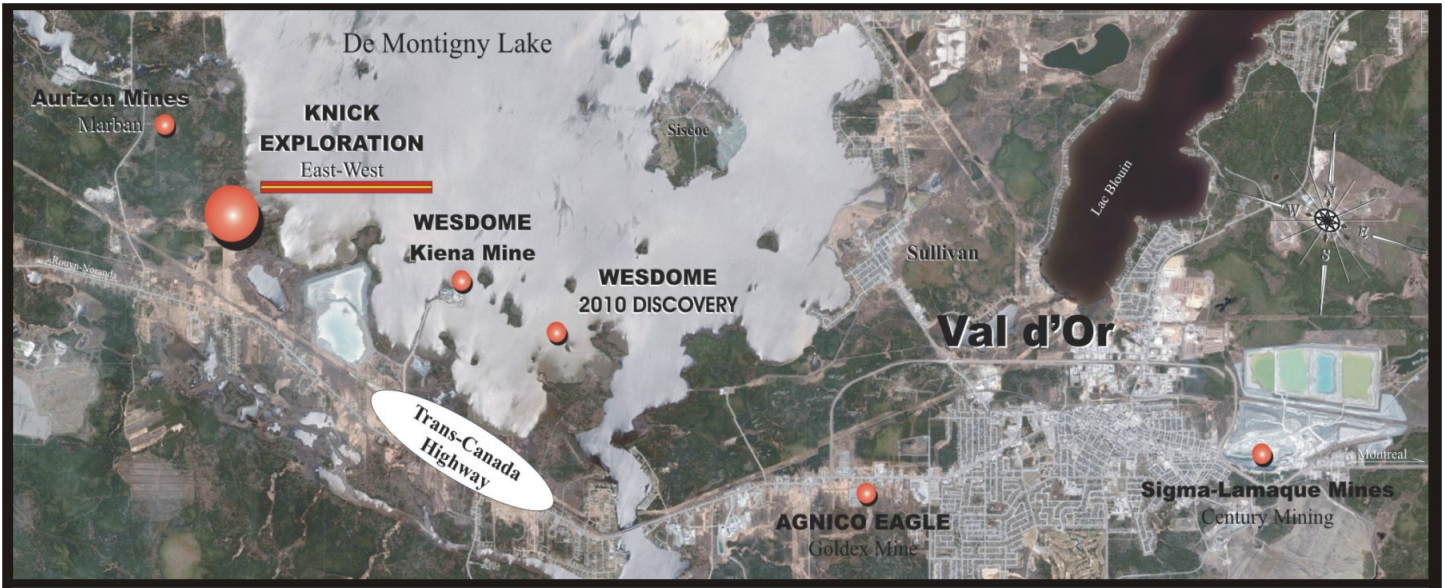 De Montigny Lake
Aurizon Mines
Marban
KNICK
EXPLORATION
East-West
Siscoe
Lac Blouin
N
W
E
S
WESDOME
Kiena Mine
Sullivan
Rouyn-Noranda
WESDOME
2010 DISCOVERY
Val d'Or
Trans-Canada
Highway
Montreal
AGNICO EAGLE
Goldex Mine
Sigma-Lamaque Mines
Century Mining